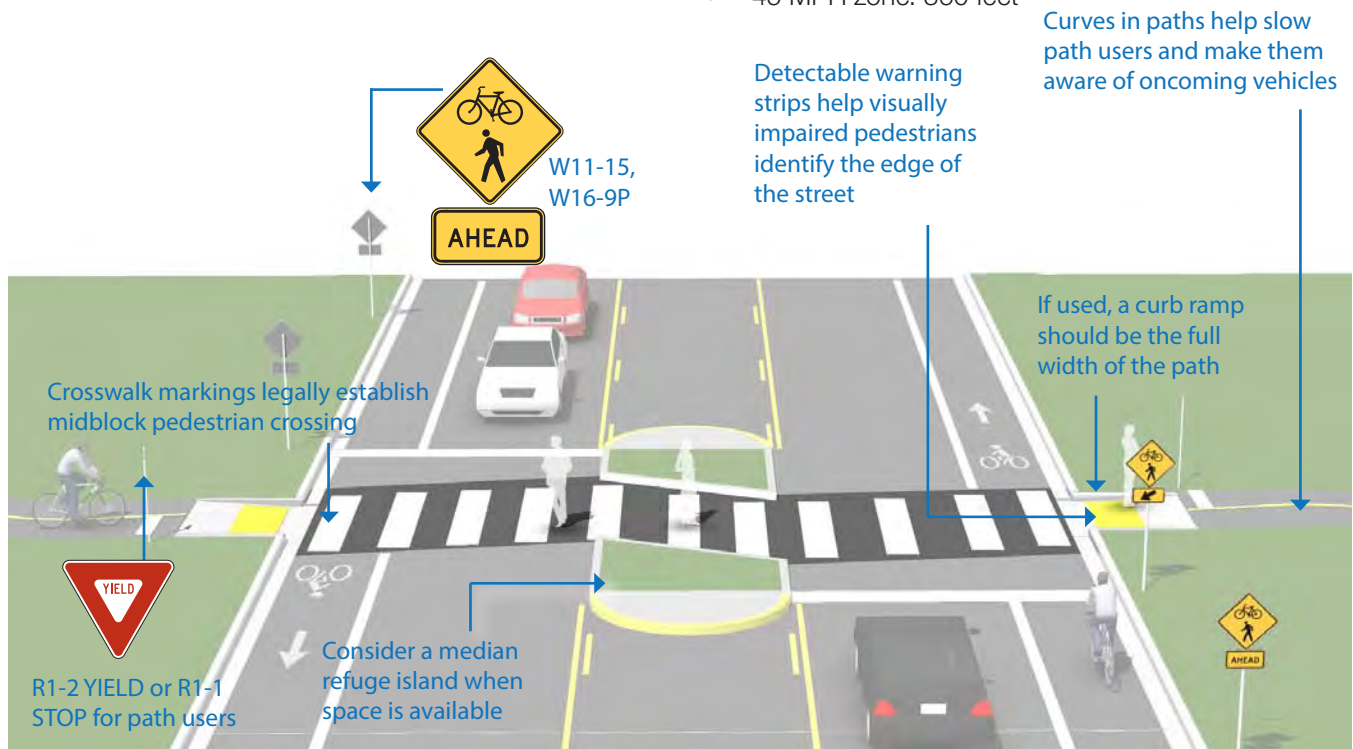 Curves in paths help slow
path users and make them
aware of oncoming vehicles
Detectable warning
strips help visually
impaired pedestrians
identify the edge of
the street
W11-15,
W16-9P
AHEAD
If used, a curb ramp
should be the full
width of the path
Crosswalk markings legally establish
midblock pedestrian crossing
YIELD
R1-2 YIELD or R1-1
STOP for path users
Consider a median
refuge island when
space is available
AHEAD